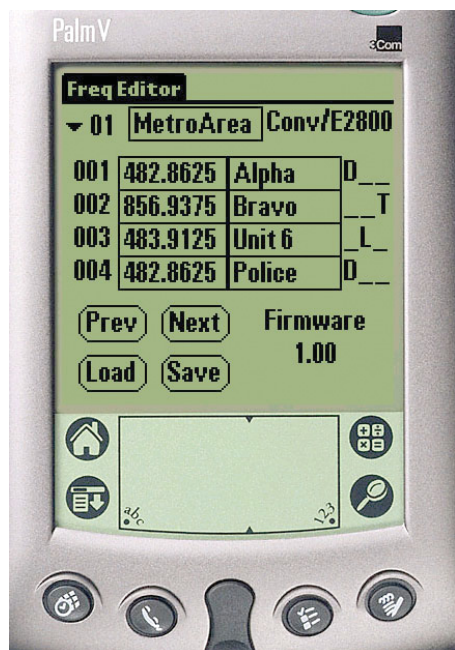 PalmV
3Com
Freq Editor
01 MetroArea Conv/E2800
001 482.8625 Alpha D__
002 856.9375 Bravo __T
003 483.9125 Unit 6 _L_
004 482.8625 Police D__
Prev Next Firmware
1.00
Load Save
abc 123